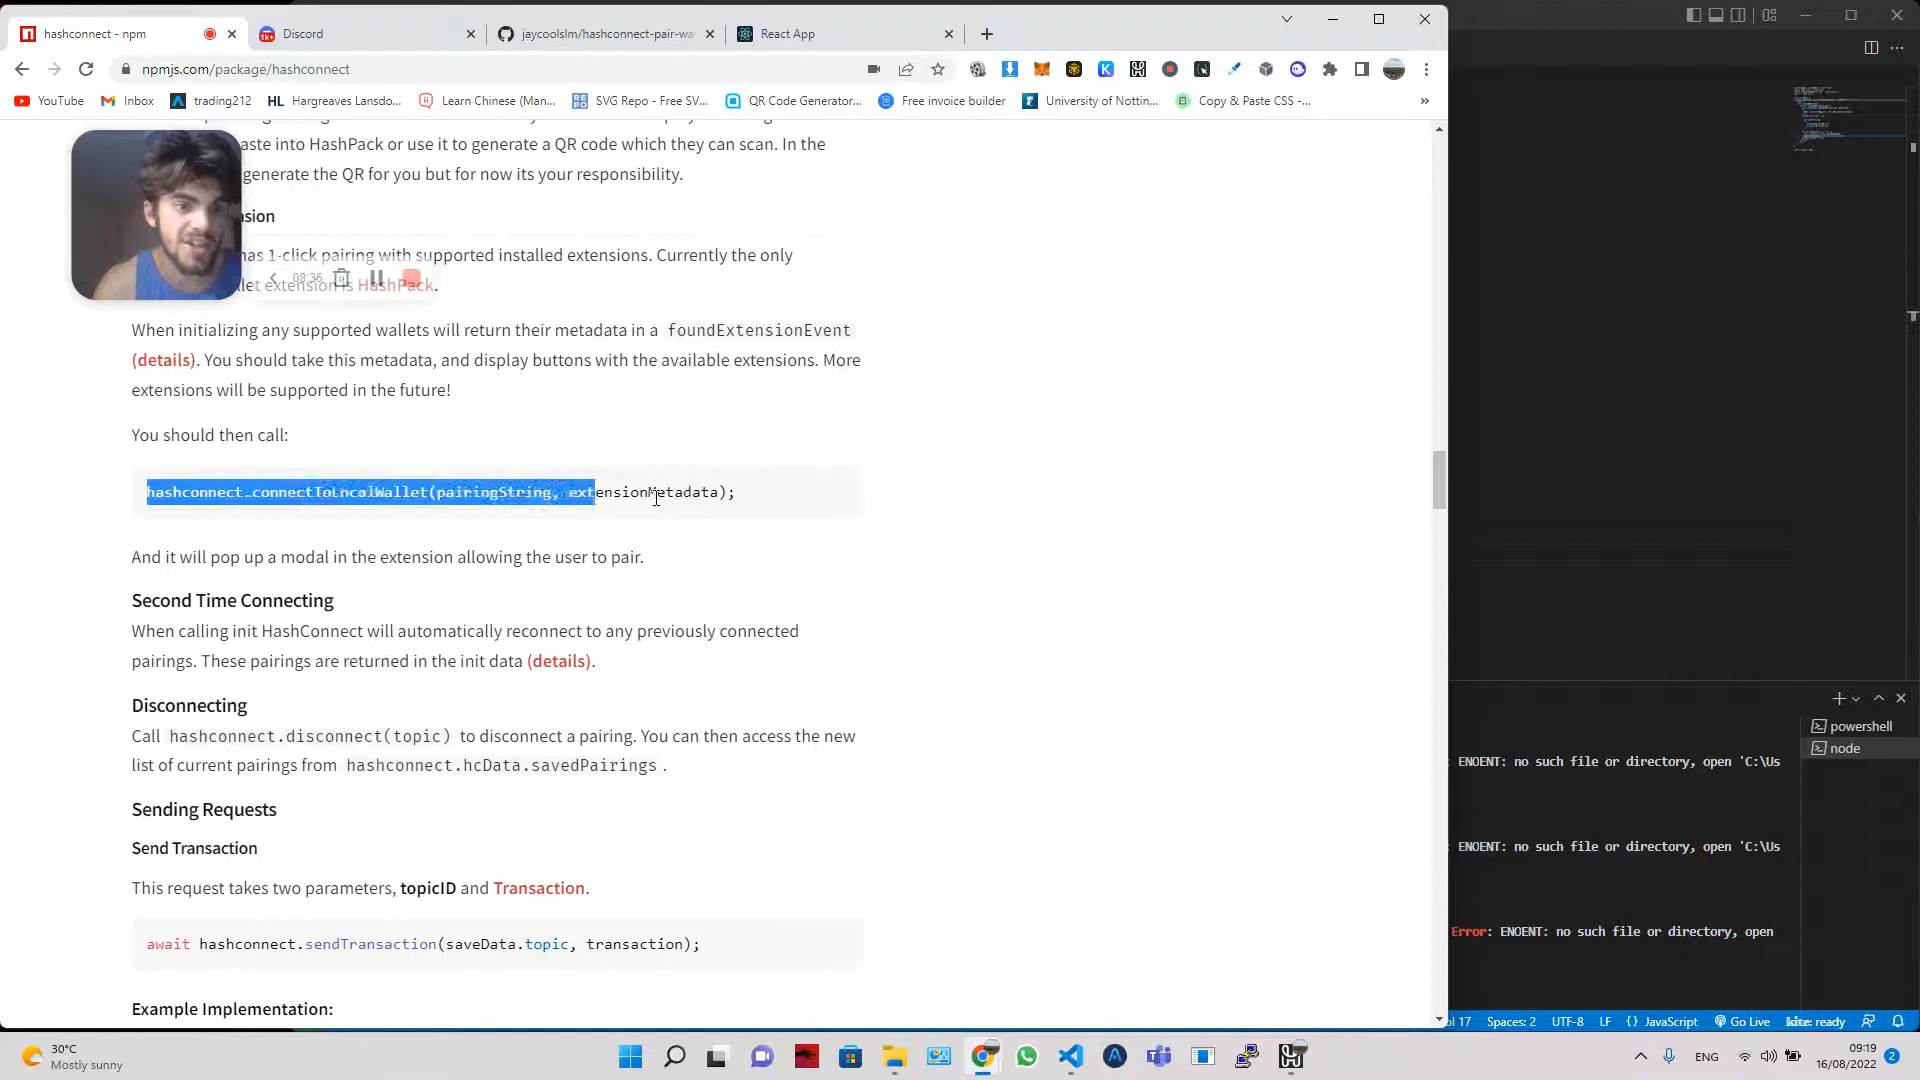 hashconnect - npm
Discord
jaycoolslm/hashconnect-pair-wa
React App
npmjs.com/package/hashconnect
YouTube
Inbox
trading212
HL Hargreaves Lansdo...
Learn Chinese (Man...
SVG Repo - Free SV...
QR Code Generator...
Free invoice builder
University of Nottin...
Copy & Paste CSS -...
»
aste into HashPack or use it to generate a QR code which they can scan. In the
generate the QR for you but for now its your responsibility.
nsion
has 1-click pairing with supported installed extensions. Currently the only
08:36
llet extension is HashPack.
When initializing any supported wallets will return their metadata in a foundExtensionEvent
(details). You should take this metadata, and display buttons with the available extensions. More
extensions will be supported in the future!
You should then call:
hashconnect.connectToLocalWallet(pairingString, extensionMetadata);
And it will pop up a modal in the extension allowing the user to pair.
Second Time Connecting
When calling init HashConnect will automatically reconnect to any previously connected
pairings. These pairings are returned in the init data (details).
Disconnecting
Call hashconnect.disconnect(topic) to disconnect a pairing. You can then access the new
list of current pairings from hashconnect.hcData.savedPairings .
Sending Requests
Send Transaction
This request takes two parameters, topicID and Transaction.
await hashconnect.sendTransaction(saveData.topic, transaction);
Example Implementation:
powershell
node
ENOENT: no such file or directory, open 'C:\Us
ENOENT: no such file or directory, open 'C:\Us
Error: ENOENT: no such file or directory, open
ol 17
Spaces: 2
UTF-8
LF
{ } JavaScript
Go Live
kite: ready
30°C
Mostly sunny
ENG
09:19
16/08/2022
2